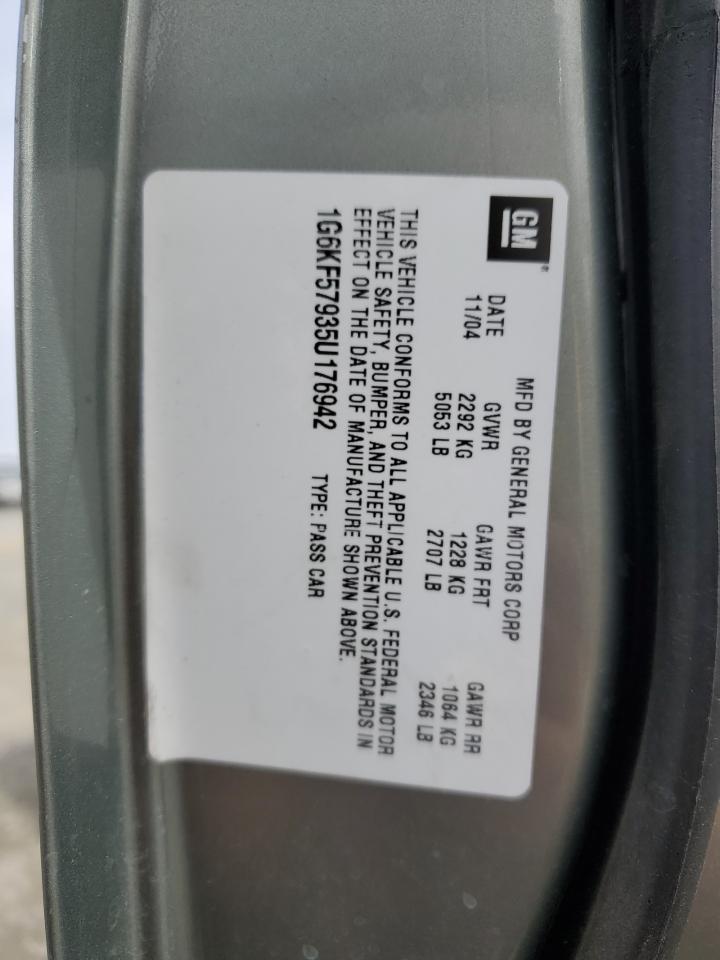 GM®
MFD BY GENERAL MOTORS CORP
DATE GVWR GAWR FRT GAWR RR
11/04 2292 KG 1228 KG 1064 KG
5053 LB 2707 LB 2346 LB
THIS VEHICLE CONFORMS TO ALL APPLICABLE U.S. FEDERAL MOTOR
VEHICLE SAFETY, BUMPER, AND THEFT PREVENTION STANDARDS IN
EFFECT ON THE DATE OF MANUFACTURE SHOWN ABOVE.
1G6KF57935U176942 TYPE: PASS CAR